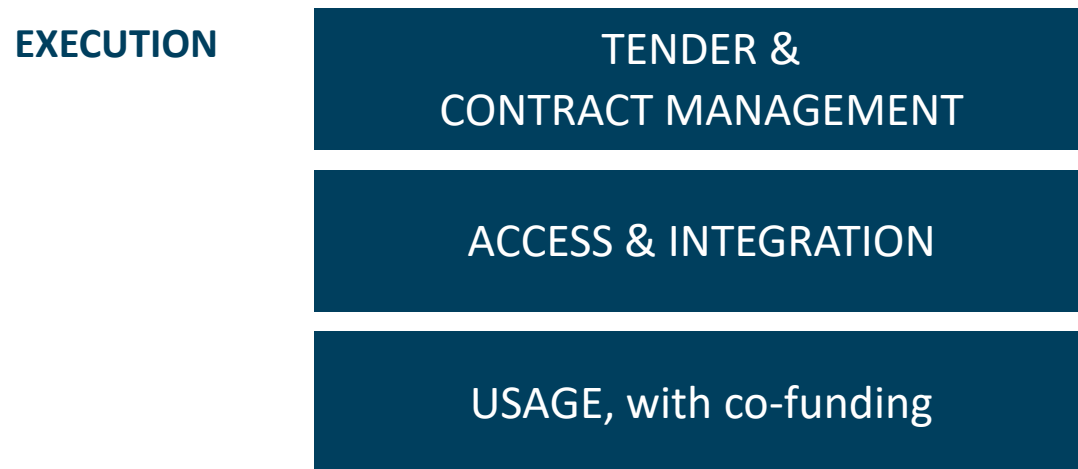 EXECUTION
TENDER &
CONTRACT MANAGEMENT
ACCESS & INTEGRATION
USAGE, with co-funding